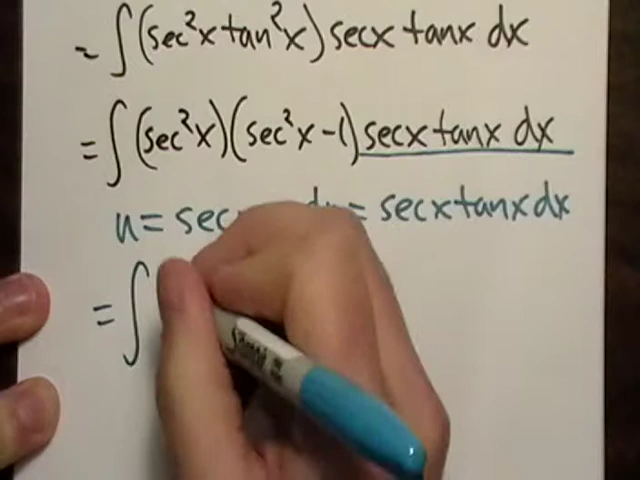 = ∫(sec²x tan²x) secx tanx dx
= ∫(sec²x)(sec²x -1) secx tanx dx
u = sec = secx tanx dx
= ∫